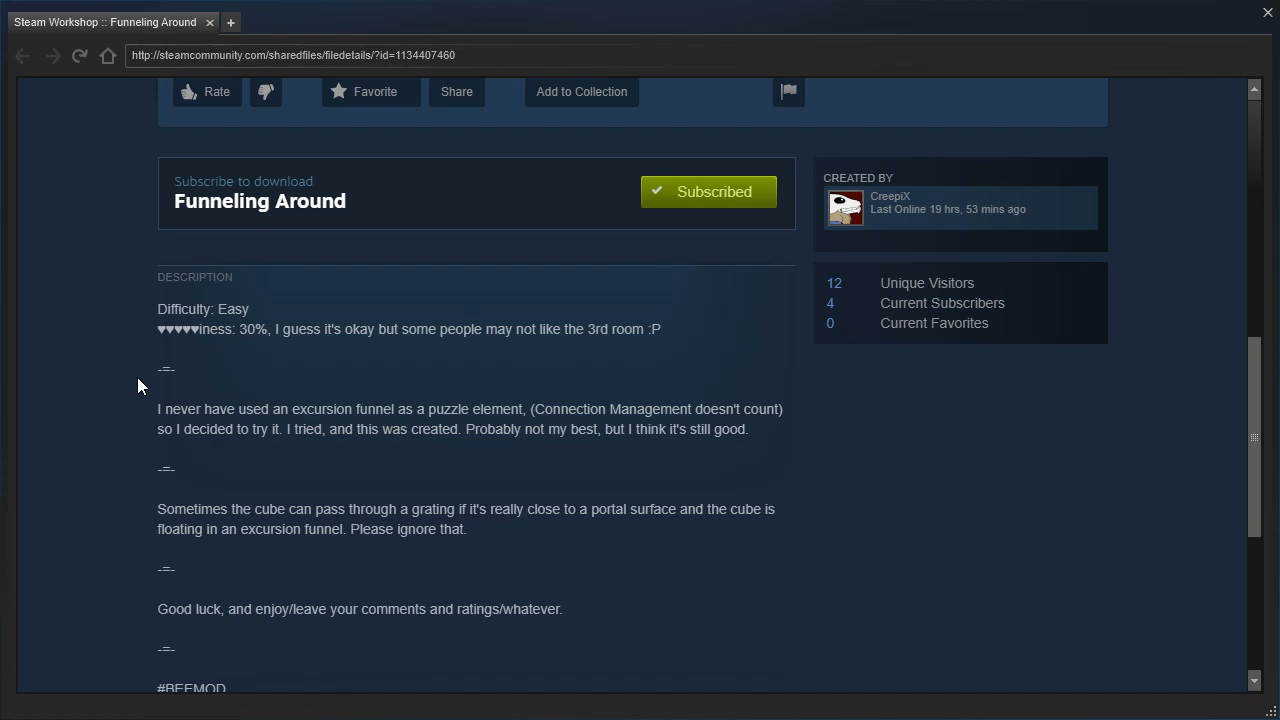 Steam Workshop :: Funneling Around
http://steamcommunity.com/sharedfiles/filedetails/?id=1134407460
Rate
Favorite
Share
Add to Collection
Subscribe to download
Funneling Around
Subscribed
CREATED BY
CreepiX
Last Online 19 hrs, 53 mins ago
12 Unique Visitors
4 Current Subscribers
0 Current Favorites
DESCRIPTION
Difficulty: Easy
♥♥♥♥♥iness: 30%, I guess it's okay but some people may not like the 3rd room :P
-=-
I never have used an excursion funnel as a puzzle element, (Connection Management doesn't count)
so I decided to try it. I tried, and this was created. Probably not my best, but I think it's still good.
-=-
Sometimes the cube can pass through a grating if it's really close to a portal surface and the cube is
floating in an excursion funnel. Please ignore that.
-=-
Good luck, and enjoy/leave your comments and ratings/whatever.
-=-
#BEEMOD